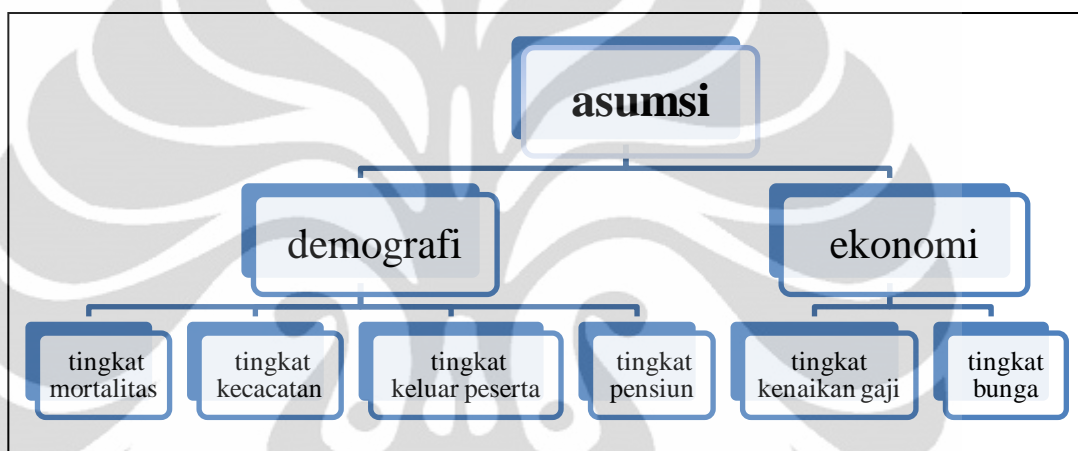 asumsi
demografi
ekonomi
tingkat
mortalitas
tingkat
kecacatan
tingkat
keluar peserta
tingkat
pensiun
tingkat
kenaikan gaji
tingkat
bunga